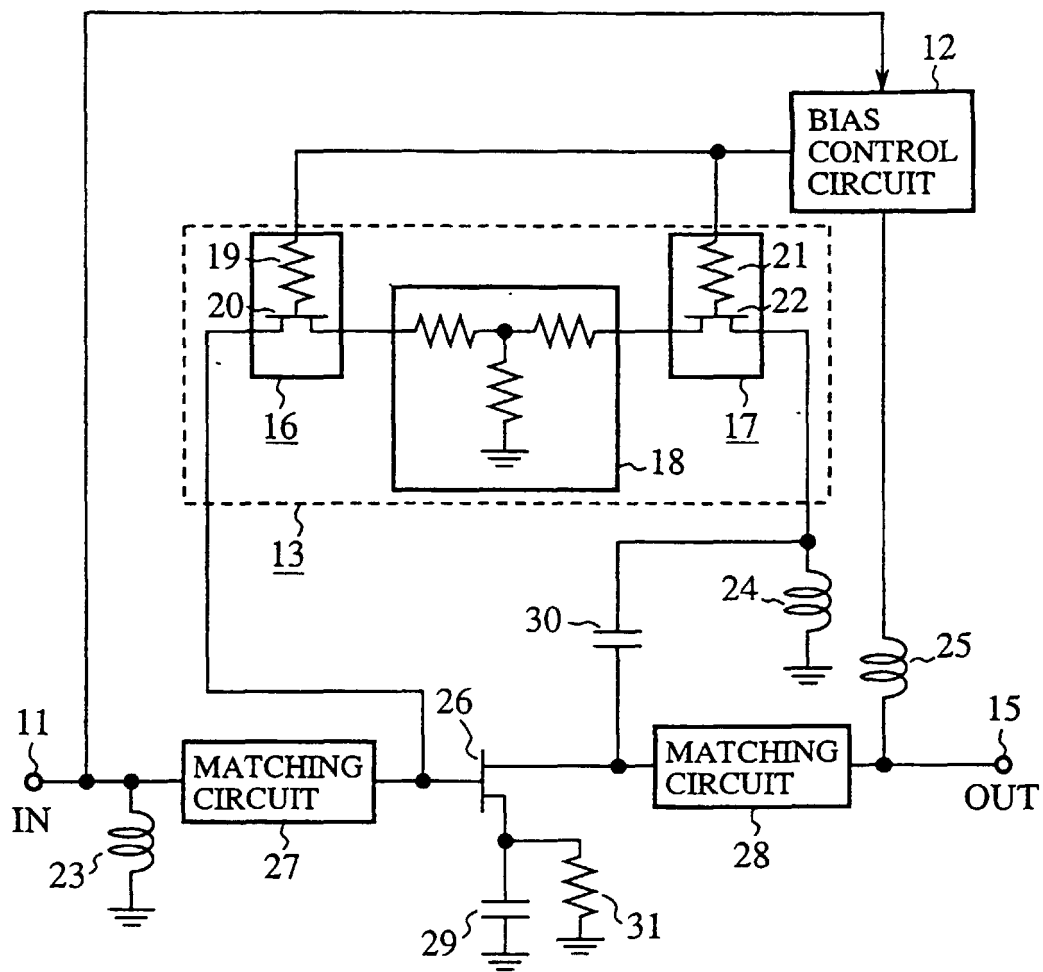 12
BIAS
CONTROL
CIRCUIT
19
21
20
22
16
17
18
13
24
30
25
26
11
15
MATCHING
CIRCUIT
MATCHING
CIRCUIT
IN
OUT
23
27
28
29
31